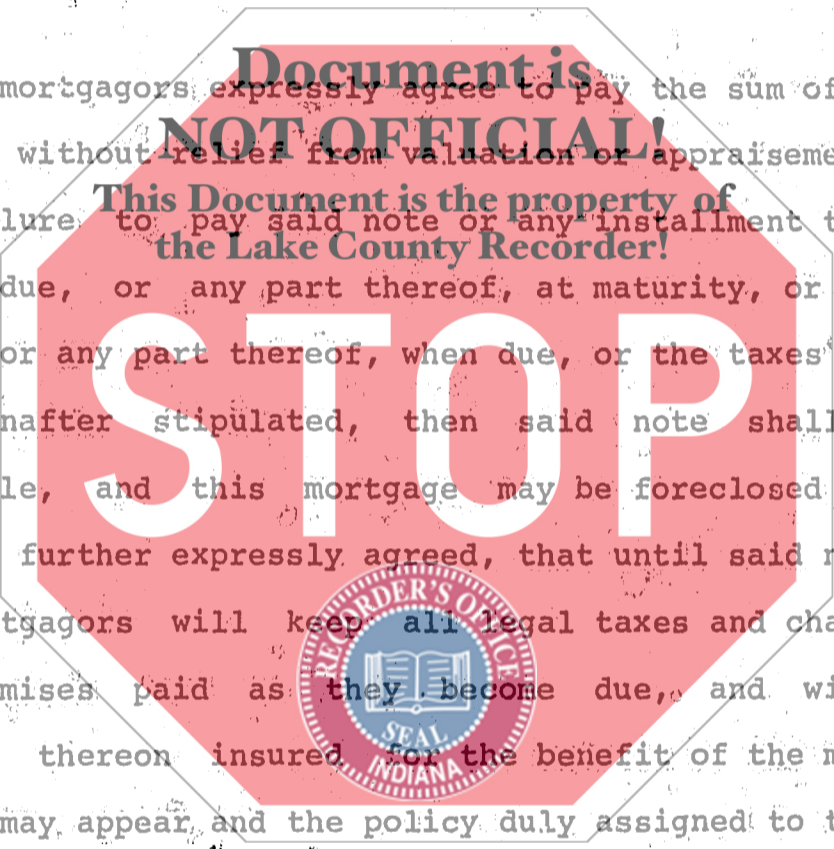 Document is
mortgagors expressly agree to pay the sum of
NOT OFFICIAL!
without relief from valuation or appraiseme
This Document is the property of
lure to pay said note or any installment t
the Lake County Recorder!
due, or any part thereof, at maturity, or
STOP
or any part thereof, when due, or the taxes
nafter stipulated, then said note shall
le, and this mortgage may be foreclosed
further expressly agreed, that until said
RECORDER'S OFFICE
tgagors will keep all legal taxes and cha
mises paid as they become due, and wi
SEAL
INDIANA
thereon insured for the benefit of the m
may appear and the policy duly assigned to t